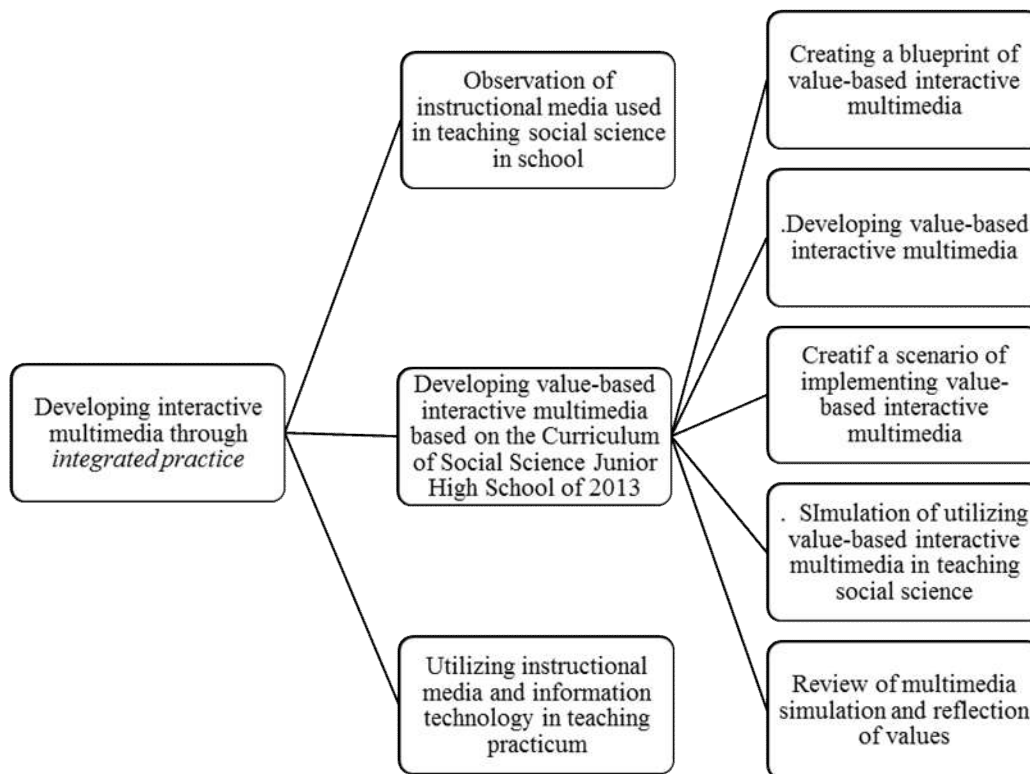 Developing interactive
multimedia through
integrated practice
Observation of
instructional media used
in teaching social science
in school
Developing value-based
interactive multimedia
based on the Curriculum
of Social Science Junior
High School of 2013
Utilizing instructional
media and information
technology in teaching
practicum
Creating a blueprint of
value-based interactive
multimedia
.Developing value-based
interactive multimedia
Creatif a scenario of
implementing value-
based interactive
multimedia
. SImulation of utilizing
value-based interactive
multimedia in teaching
social science
Review of multimedia
simulation and reflection
of values